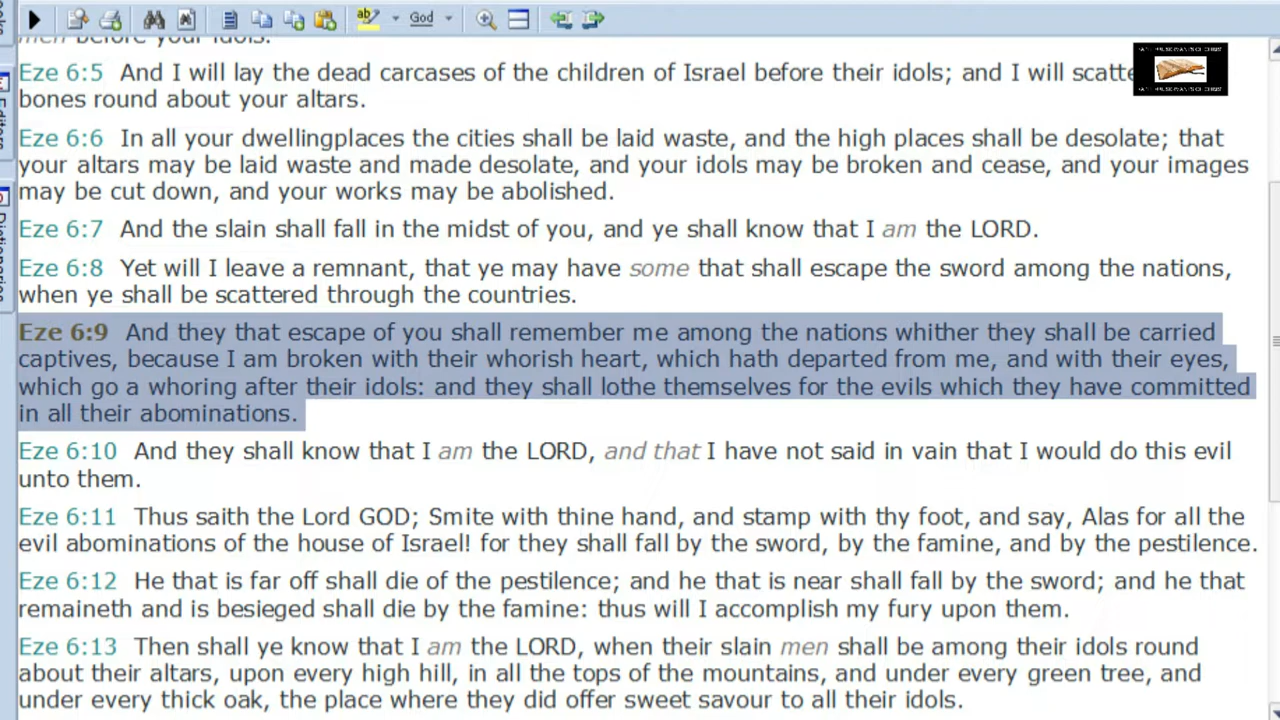 God
men before your idols.
Eze 6:5 And I will lay the dead carcases of the children of Israel before their idols; and I will
bones round about your altars.
Eze 6:6 In all your dwellingplaces the cities shall be laid waste, and the high places shall be desolate; that
your altars may be laid waste and made desolate, and your idols may be broken and cease, and your images
may be cut down, and your works may be abolished.
Eze 6:7 And the slain shall fall in the midst of you, and ye shall know that I am the LORD.
Eze 6:8 Yet will I leave a remnant, that ye may have some that shall escape the sword among the nations,
when ye shall be scattered through the countries.
Eze 6:9 And they that escape of you shall remember me among the nations whither they shall be carried
captives, because I am broken with their whorish heart, which hath departed from me, and with their eyes,
which go a whoring after their idols: and they shall lothe themselves for the evils which they have committed
in all their abominations.
Eze 6:10 And they shall know that I am the LORD, and that I have not said in vain that I would do this evil
unto them.
Eze 6:11 Thus saith the Lord GOD; Smite with thine hand, and stamp with thy foot, and say, Alas for all the
evil abominations of the house of Israel! for they shall fall by the sword, by the famine, and by the pestilence.
Eze 6:12 He that is far off shall die of the pestilence; and he that is near shall fall by the sword; and he that
remaineth and is besieged shall die by the famine: thus will I accomplish my fury upon them.
Eze 6:13 Then shall ye know that I am the LORD, when their slain men shall be among their idols round
about their altars, upon every high hill, in all the tops of the mountains, and under every green tree, and
under every thick oak, the place where they did offer sweet savour to all their idols.